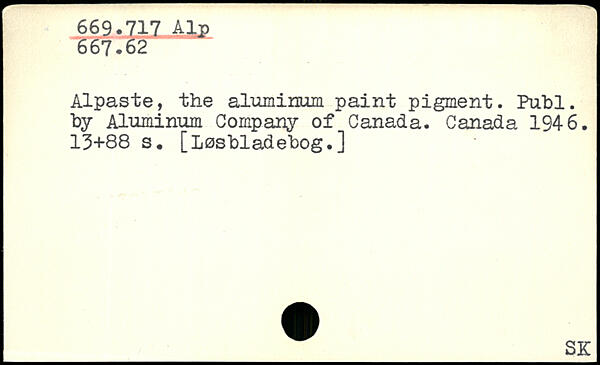 669.717 Alp
667.62
Alpaste, the aluminum paint pigment. Publ.
by Aluminum Company of Canada. Canada 1946.
13+88 s. [Løsbladebog.]
SK